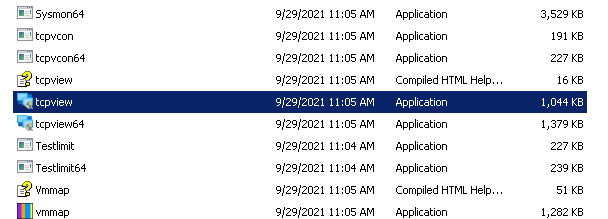 Sysmon64 9/29/2021 11:05 AM Application 3,529 KB
tcpvcon 9/29/2021 11:05 AM Application 191 KB
tcpvcon64 9/29/2021 11:05 AM Application 227 KB
tcpview 9/29/2021 11:05 AM Compiled HTML Help... 16 KB
tcpview 9/29/2021 11:05 AM Application 1,044 KB
tcpview64 9/29/2021 11:05 AM Application 1,379 KB
Testlimit 9/29/2021 11:04 AM Application 227 KB
Testlimit64 9/29/2021 11:04 AM Application 239 KB
Vmmap 9/29/2021 11:05 AM Compiled HTML Help... 51 KB
vmmap 9/29/2021 11:05 AM Application 1,282 KB